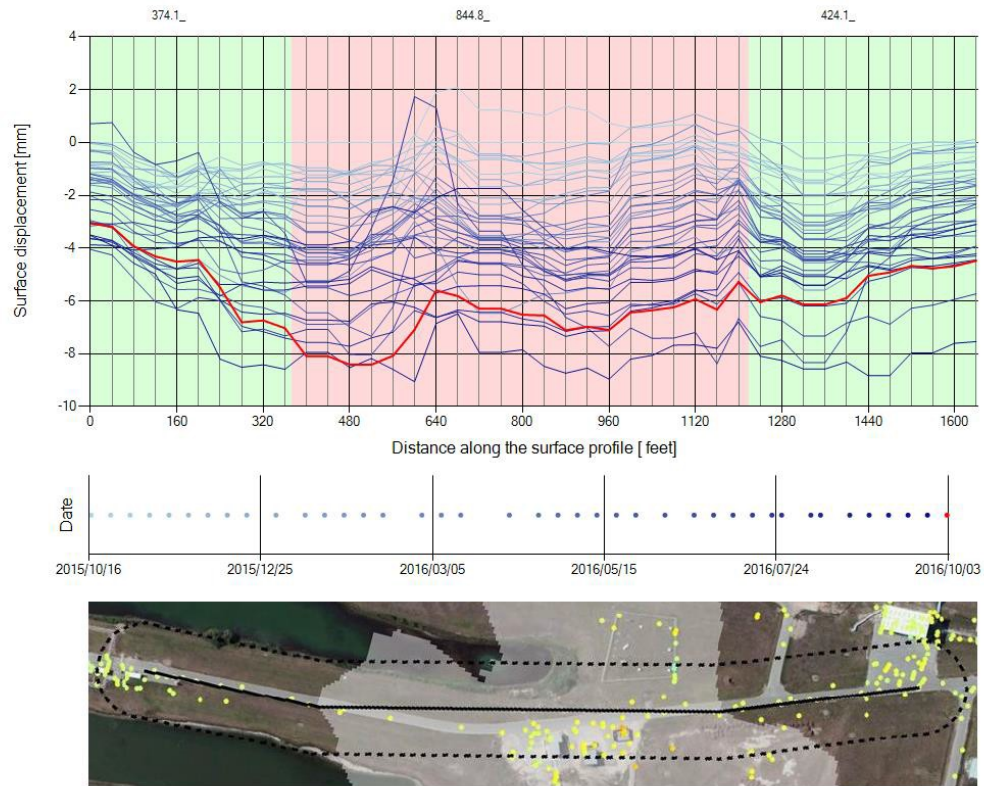 374.1_ 844.8_ 424.1_
4
2
0
-2
-4
-6
-8
-10
Surface displacement [mm]
0 160 320 480 640 800 960 1120 1280 1440 1600
Distance along the surface profile [ feet]
Date
2015/10/16 2015/12/25 2016/03/05 2016/05/15 2016/07/24 2016/10/03